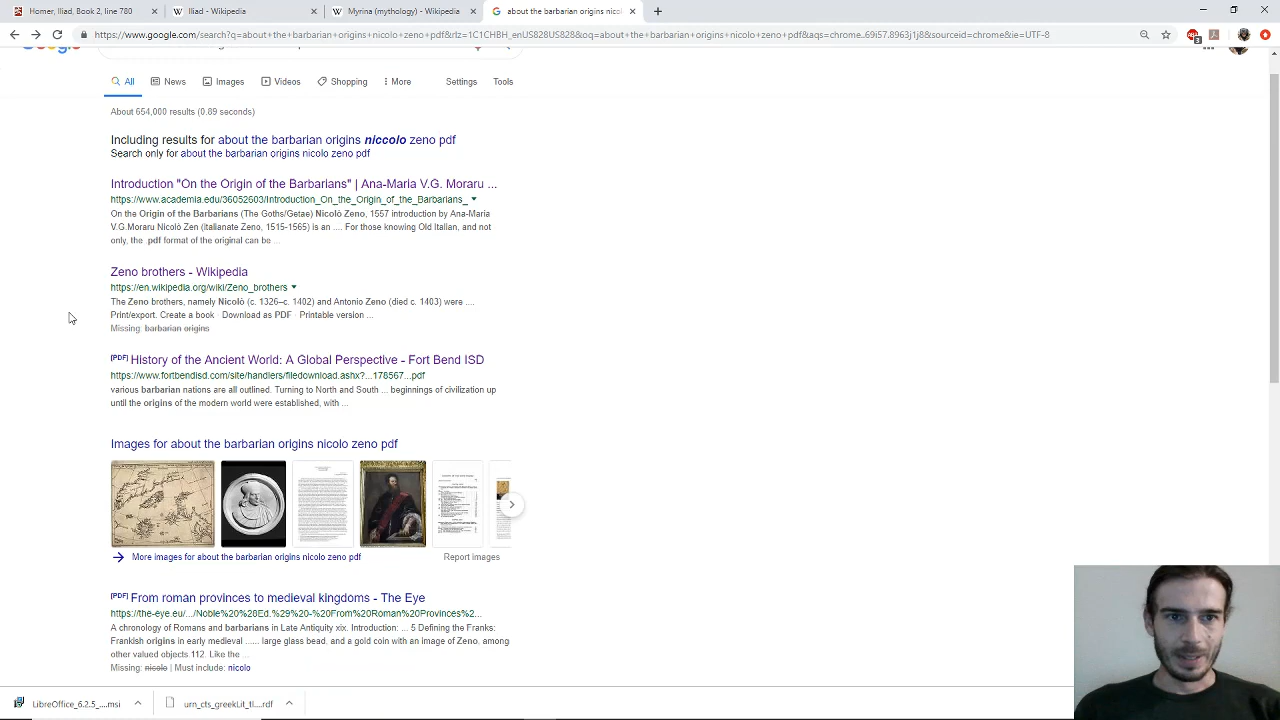 Homer, Iliad, Book 2, line 780
Iliad - Wikipedia
Myrina (mythology) - Wikipedia
about the barbarian origins nicol
https://www.google.com/search?q=about+the+barbarian+origins+nicolo+zeno+pdf&rlz=1C1CHBH_enUS828US828&oq=about+the+barbarian+origins+nicolo+zeno+pdf&aqs=chrome..69i57.8963j1j8&sourceid=chrome&ie=UTF-8
All
News
Images
Videos
Shopping
More
Settings
Tools
About 654,000 results (0.89 seconds)
Including results for about the barbarian origins niccolo zeno pdf
Search only for about the barbarian origins nicolo zeno pdf
Introduction "On the Origin of the Barbarians" | Ana-Maria V.G. Moraru ...
https://www.academia.edu/36052603/Introduction_On_the_Origin_of_the_Barbarians_
On the Origin of the Barbarians (The Goths/Getae) Nicolò Zeno, 1557 introduction by Ana-Maria
V.G.Moraru Nicolò Zen (Italianate Zeno, 1515-1565) is an .... For those knowing Old Italian, and not
only, the .pdf format of the original can be ...
Zeno brothers - Wikipedia
https://en.wikipedia.org/wiki/Zeno_brothers
The Zeno brothers, namely Nicolò (c. 1326–c. 1402) and Antonio Zeno (died c. 1403) were ....
Print/export. Create a book · Download as PDF · Printable version ...
Missing: barbarian origins
[PDF] History of the Ancient World: A Global Perspective - Fort Bend ISD
https://www.fortbendisd.com/site/handlers/filedownload.ashx?...178567...pdf
various barbarian nations are all outlined. Turning to North and South ... beginnings of civilization up
until the origins of the modern world were established, with ...
Images for about the barbarian origins nicolo zeno pdf
More images for about the barbarian origins nicolo zeno pdf
Report images
[PDF] From roman provinces to medieval kingdoms - The Eye
https://the-eye.eu/.../Noble%20%28Ed.%29%20-%20From%20Roman%20Provinces%2...
A chronology of Romans and barbarians in Late Antiquity xix. Introduction: ... 5 Defining the Franks:
Frankish origins in early medieval ...... large glass bead, and a gold coin with an image of Zeno, among
other valued objects.112. Like the ...
Missing: nicolo | Must include: nicolo
LibreOffice_6.2.5_....msi
urn_cts_greekLit_tl....rdf